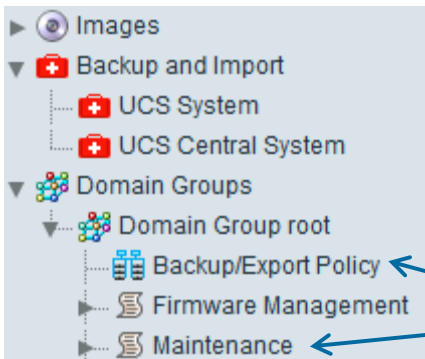 Images
Backup and Import
UCS System
UCS Central System
Domain Groups
Domain Group root
Backup/Export Policy
Firmware Management
Maintenance